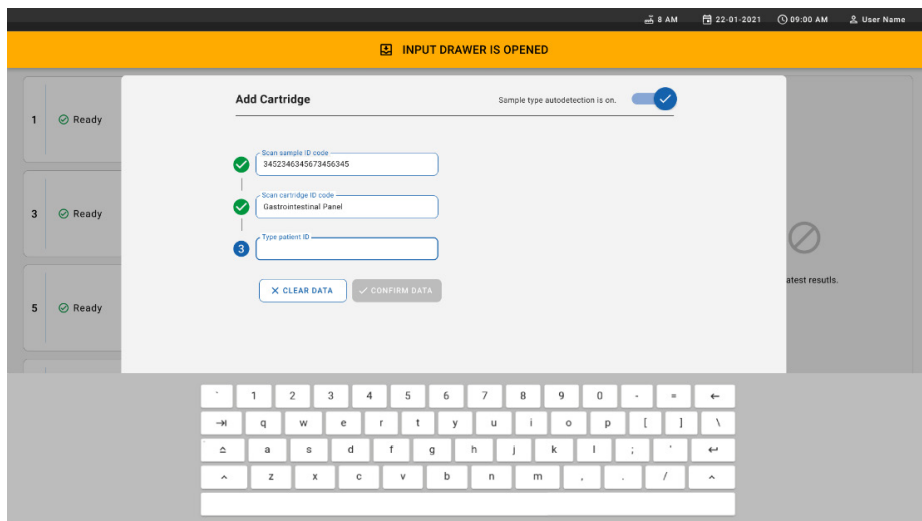 8 AM 22-01-2021 09:00 AM User Name
INPUT DRAWER IS OPENED
Add Cartridge
Sample type autodetection is on.
1 Ready
Scan sample ID code
3452346345673456345
Scan cartridge ID code
Gastrointestinal Panel
3 Ready
Type patient ID
3
atest resutls.
CLEAR DATA CONFIRM DATA
5 Ready
` 1 2 3 4 5 6 7 8 9 0 - =
q w e r t y u i o p [ ] \
a s d f g h j k l ; '
z x c v b n m , . /